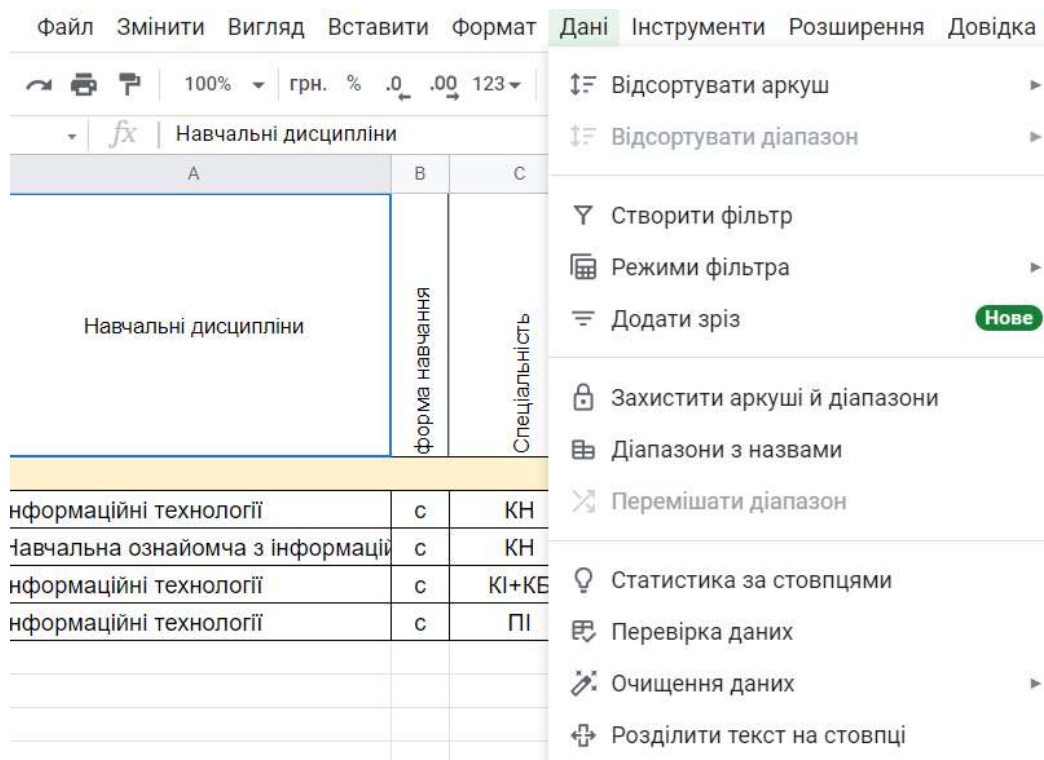 Файл Змінити Вигляд Вставити Формат Дані Інструменти Розширення Довідка
100% грн. % .0 .00 123
fx Навчальні дисципліни
A B C
Навчальні дисципліни
форма навчання
Спеціальність
нформаційні технології с КН
Навчальна ознайомча з інформацій с КН
нформаційні технології с КІ+КБ
нформаційні технології с ПІ
Відсортувати аркуш
Відсортувати діапазон
Створити фільтр
Режими фільтра
Додати зріз Нове
Захистити аркуші й діапазони
Діапазони з назвами
Перемішати діапазон
Статистика за стовпцями
Перевірка даних
Очищення даних
Розділити текст на стовпці